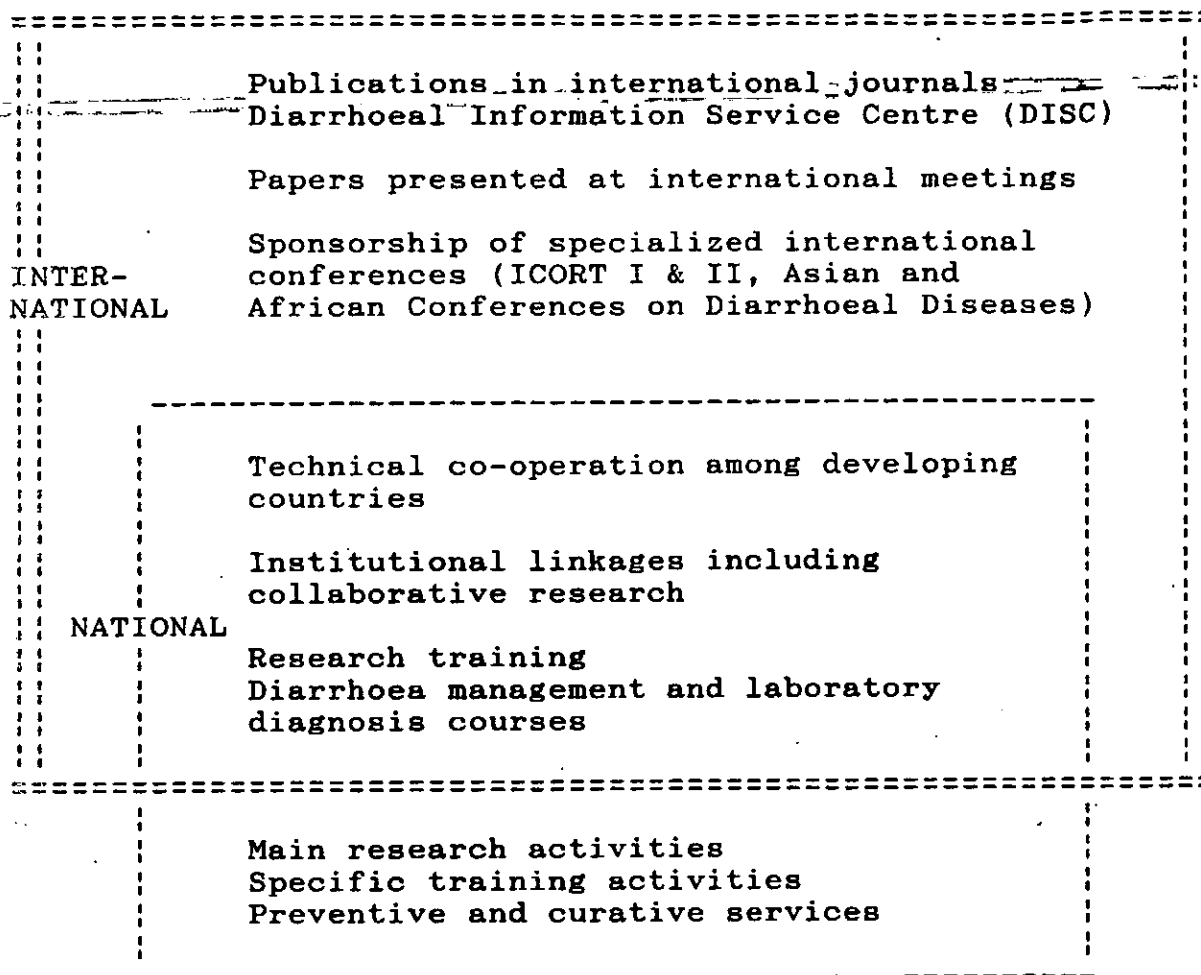 Publications in international journals
Diarrhoeal Information Service Centre (DISC)
Papers presented at international meetings
Sponsorship of specialized international
INTER- conferences (ICORT I & II, Asian and
NATIONAL African Conferences on Diarrhoeal Diseases)
Technical co-operation among developing
countries
Institutional linkages including
collaborative research
NATIONAL
Research training
Diarrhoea management and laboratory
diagnosis courses
Main research activities
Specific training activities
Preventive and curative services